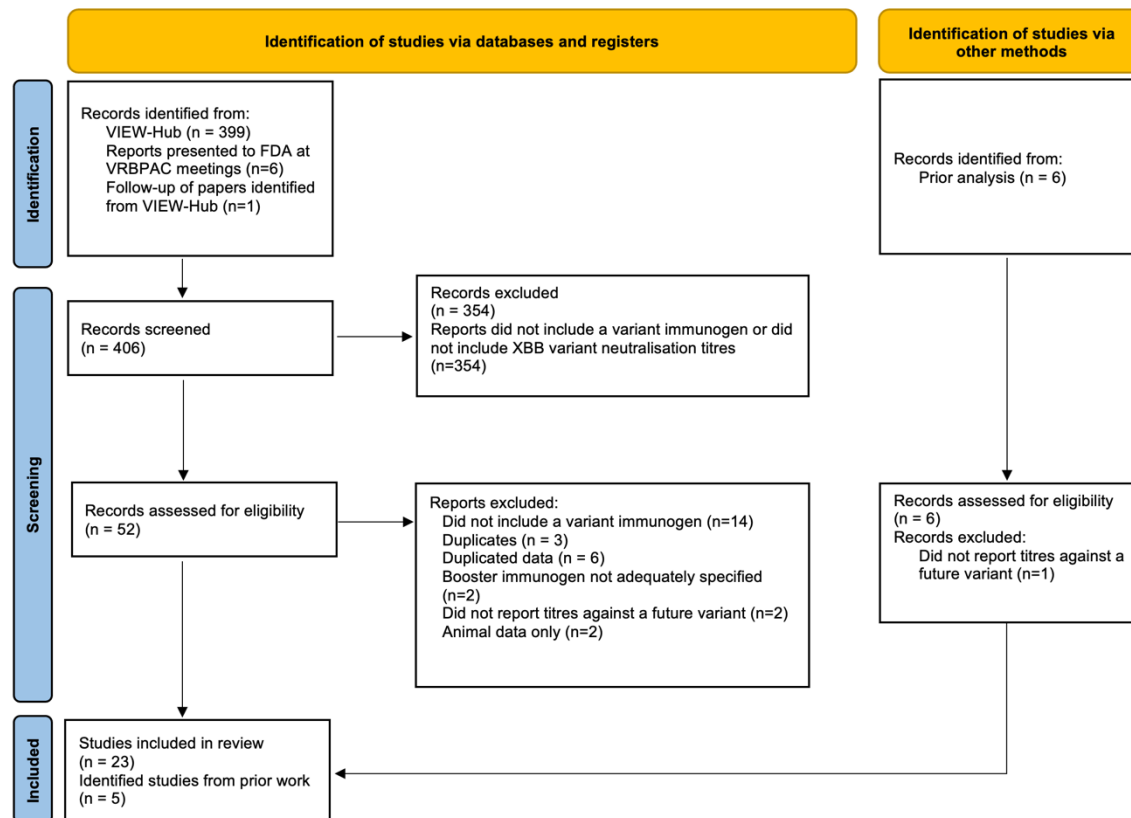 Identification of studies via databases and registers
Identification of studies via
other methods
Identification
Records identified from:
VIEW-Hub (n = 399)
Reports presented to FDA at
VRBPAC meetings (n=6)
Follow-up of papers identified
from VIEW-Hub (n=1)
Records identified from:
Prior analysis (n = 6)
Screening
Records screened
(n = 406)
Records excluded
(n = 354)
Reports did not include a variant immunogen or did
not include XBB variant neutralisation titres
(n=354)
Records assessed for eligibility
(n = 52)
Reports excluded:
Did not include a variant immunogen (n=14)
Duplicates (n = 3)
Duplicated data (n = 6)
Booster immunogen not adequately specified
(n=2)
Did not report titres against a future variant (n=2)
Animal data only (n=2)
Records assessed for eligibility
(n = 6)
Records excluded:
Did not report titres against a
future variant (n=1)
Included
Studies included in review
(n = 23)
Identified studies from prior work
(n = 5)